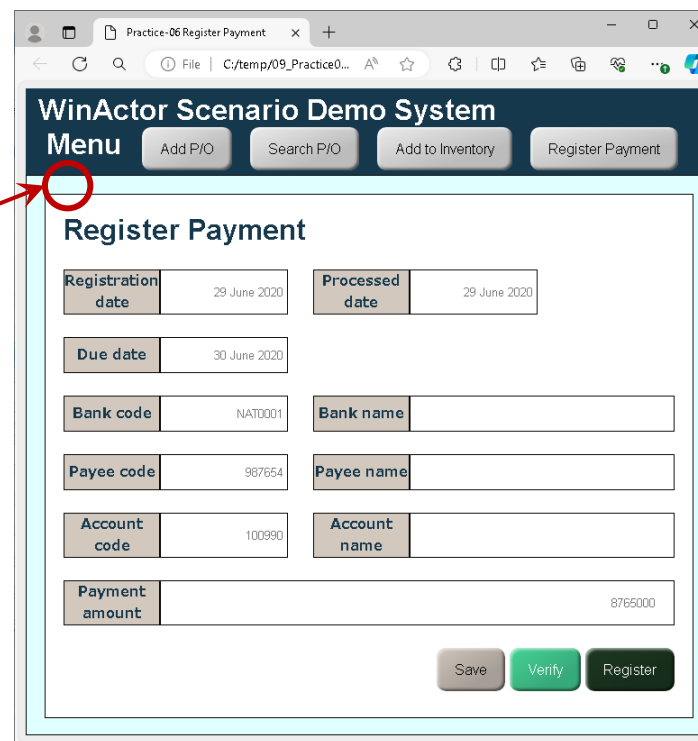 Practice-06 Register Payment
File C:/temp/09_Practice0...
WinActor Scenario Demo System
Menu Add P/O Search P/O Add to Inventory Register Payment
Register Payment
Registration date 29 June 2020 Processed date 29 June 2020
Due date 30 June 2020
Bank code NAT0001 Bank name
Payee code 987654 Payee name
Account code 100990 Account name
Payment amount 8765000
Save Verify Register